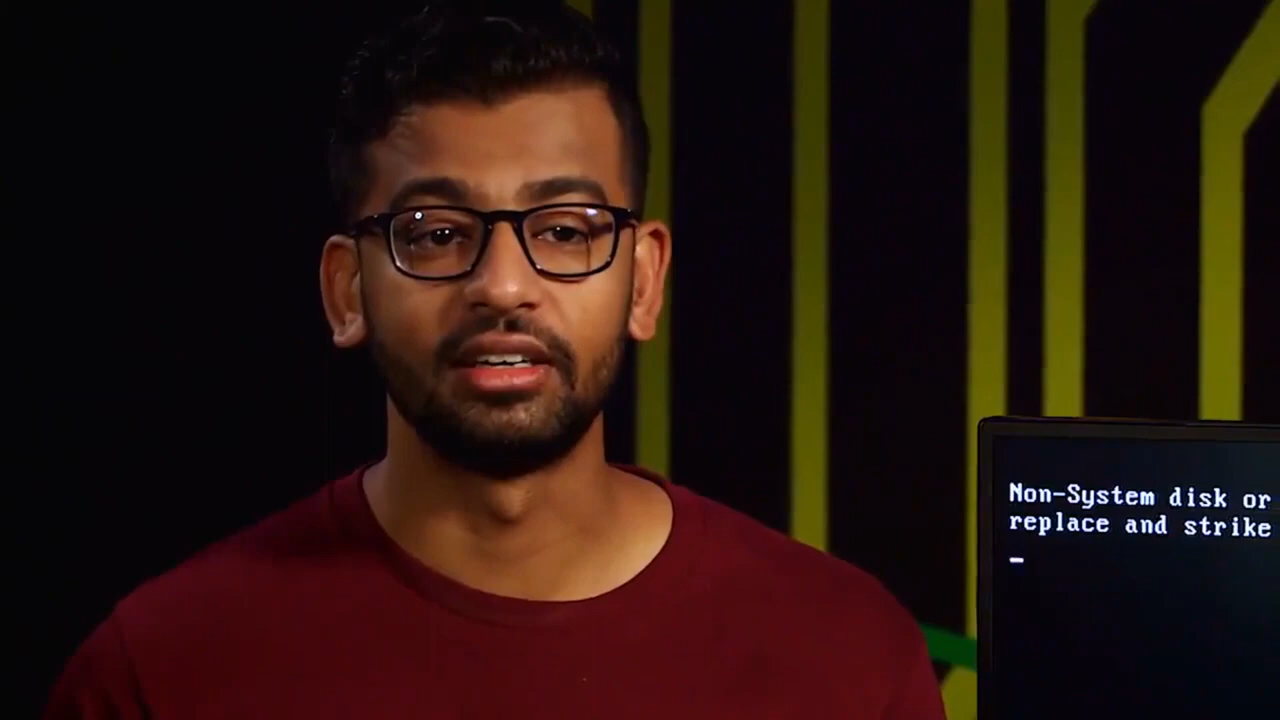 Non-System disk or
replace and strike